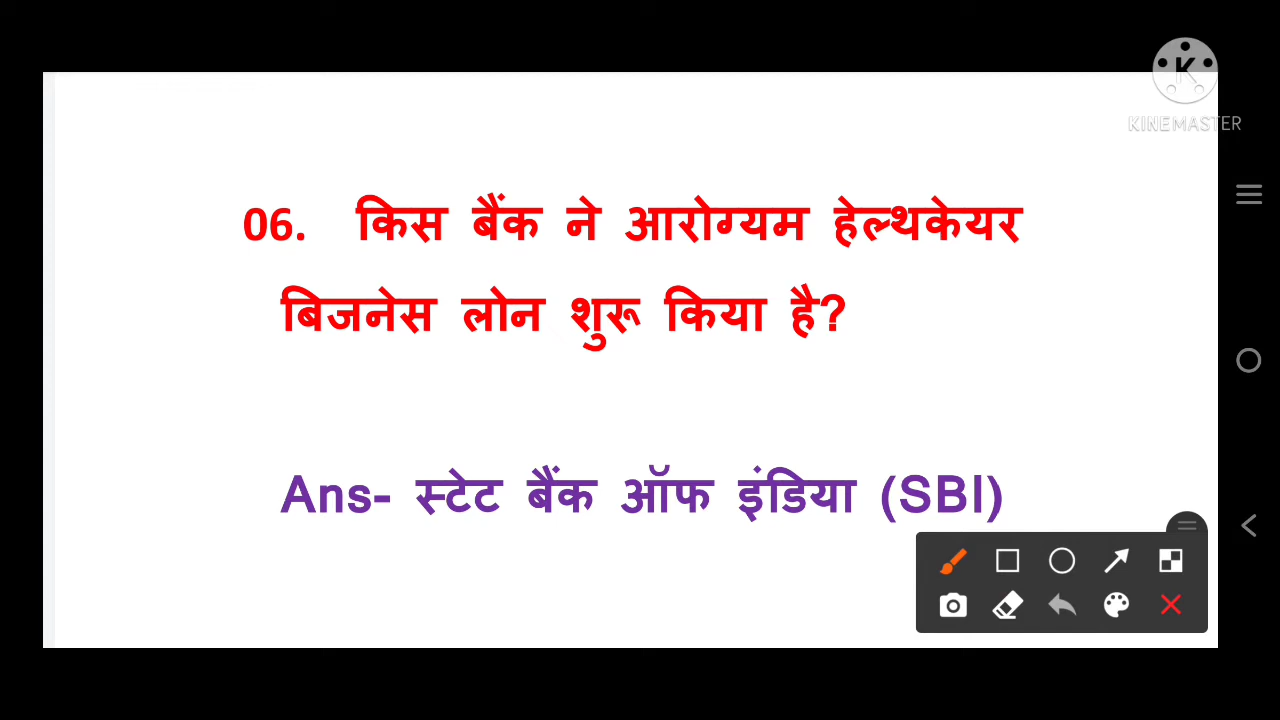 KINEMASTER
06. किस बैंक ने आरोग्यम हेल्थकेयर
बिजनेस लोन शुरू किया है?
Ans- स्टेट बैंक ऑफ इंडिया (SBI)